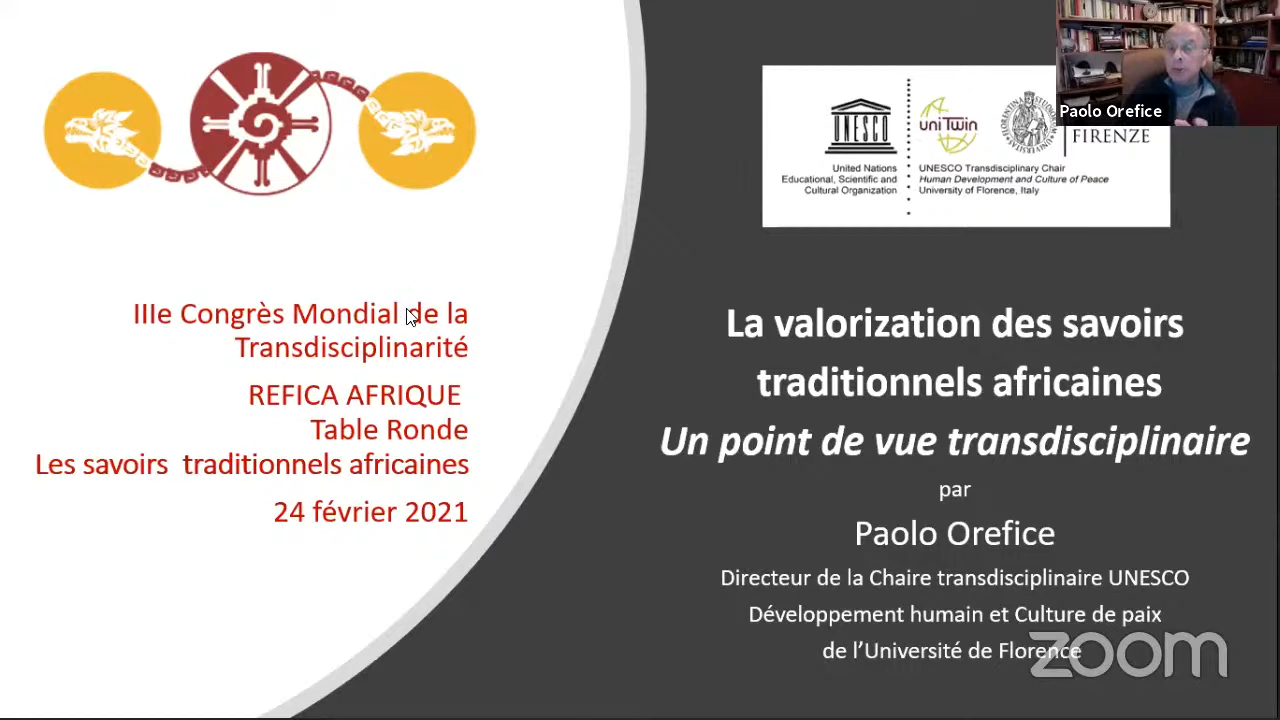 IIIe Congrès Mondial de la
Transdisciplinarité
REFICA AFRIQUE
Table Ronde
Les savoirs traditionnels africaines
24 février 2021
Paolo Orefice
UNESCO
uniTwin
FIRENZE
United Nations
Educational, Scientific and
Cultural Organization
UNESCO Transdisciplinary Chair
Human Development and Culture of Peace
University of Florence, Italy
La valorization des savoirs
traditionnels africaines
Un point de vue transdisciplinaire
par
Paolo Orefice
Directeur de la Chaire transdisciplinaire UNESCO
Développement humain et Culture de paix
de l’Université de Florence
zoom